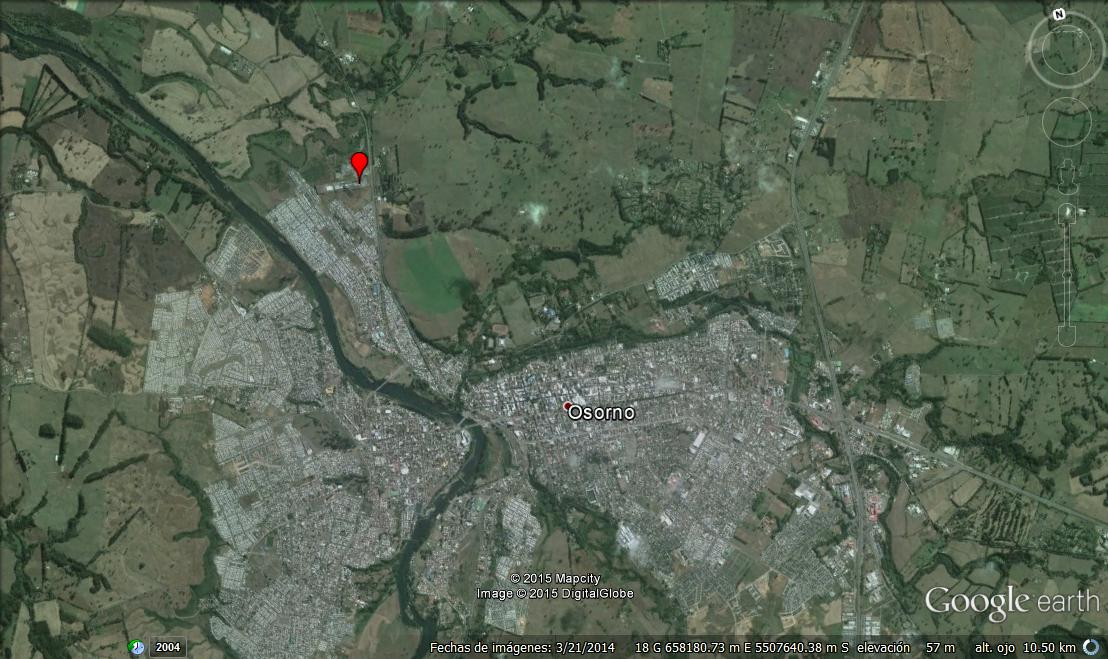 N
Osorno
© 2015 Mapcity
Image © 2015 DigitalGlobe
Google earth
2004
Fechas de imágenes: 3/21/2014 18 G 658180.73 m E 5507640.38 m S elevación 57 m alt. ojo 10.50 km